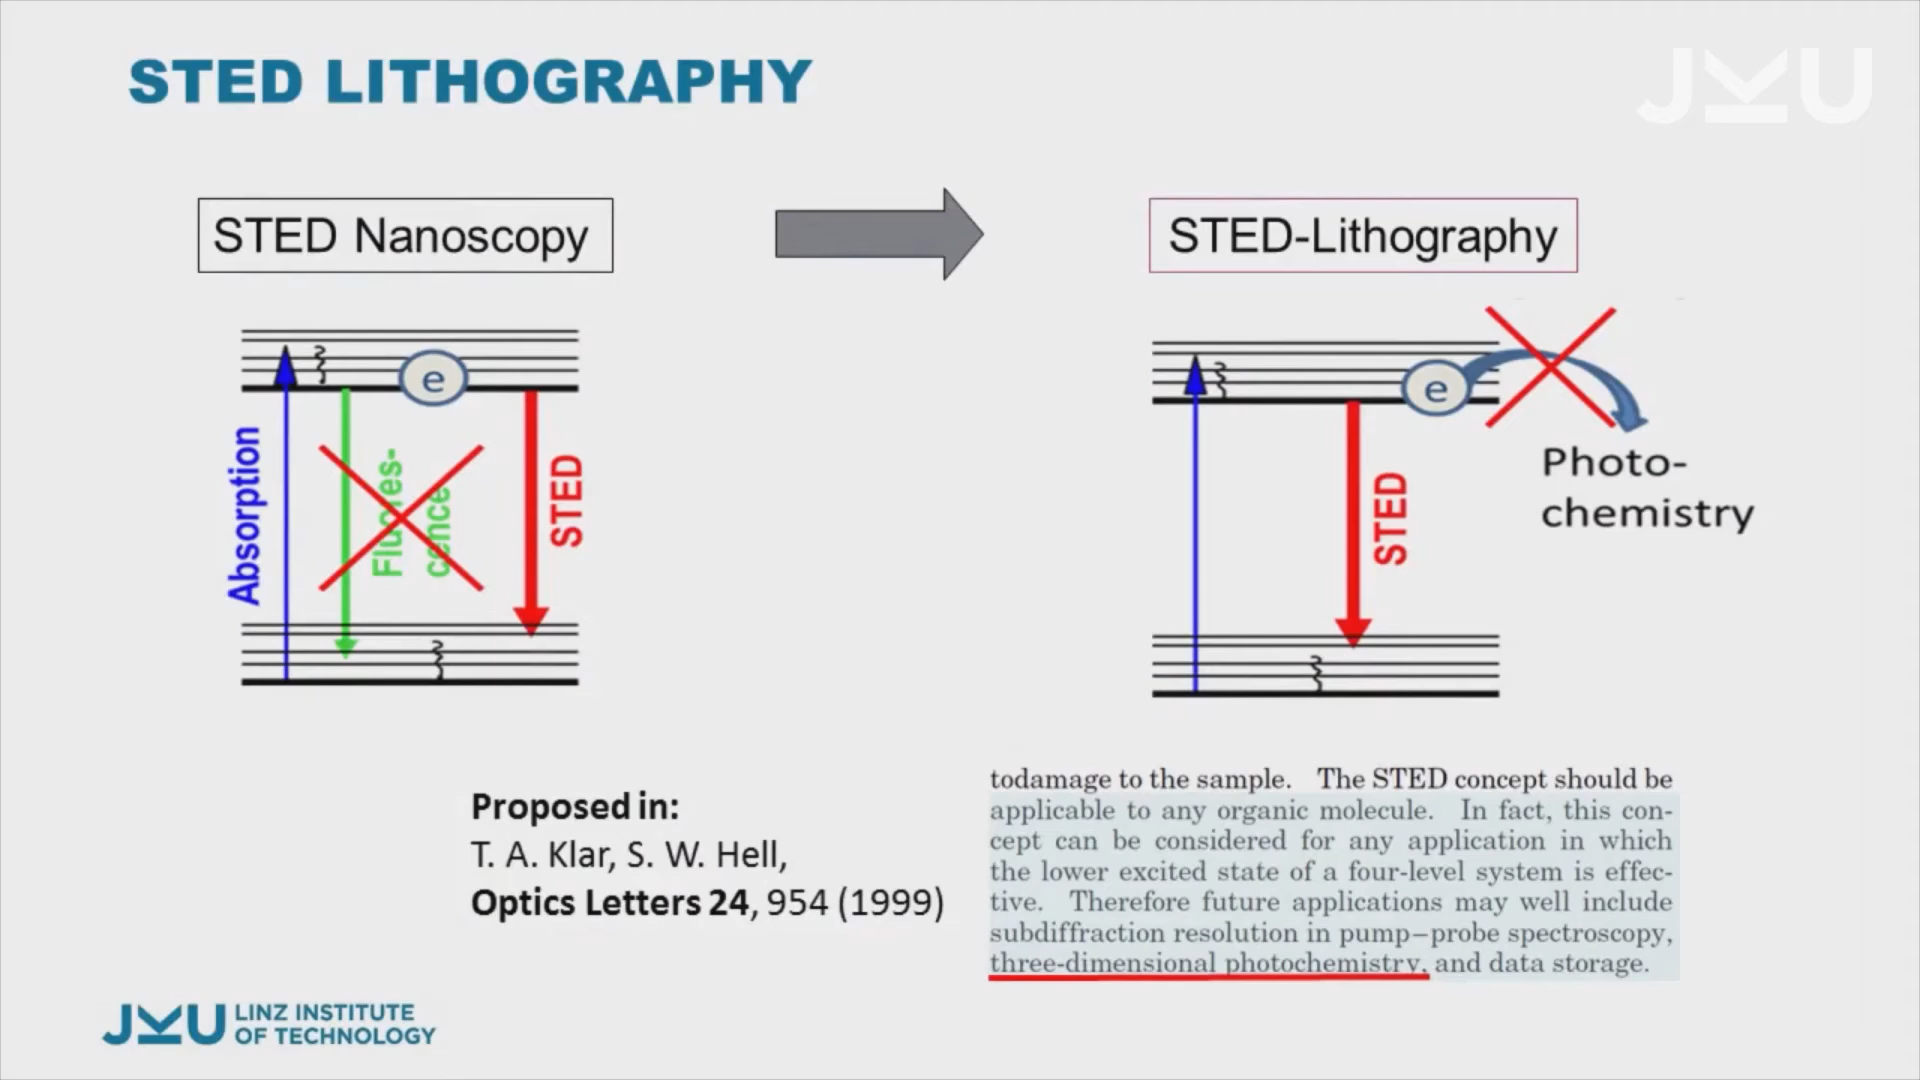 STED LITHOGRAPHY
JKU
STED Nanoscopy
STED-Lithography
e
Absorption
Fluores-
cence
STED
e
STED
Photo-
chemistry
Proposed in:
T. A. Klar, S. W. Hell,
Optics Letters 24, 954 (1999)
todamage to the sample. The STED concept should be
applicable to any organic molecule. In fact, this con-
cept can be considered for any application in which
the lower excited state of a four-level system is effec-
tive. Therefore future applications may well include
subdiffraction resolution in pump–probe spectroscopy,
three-dimensional photochemistry, and data storage.
JKU LINZ INSTITUTE
OF TECHNOLOGY